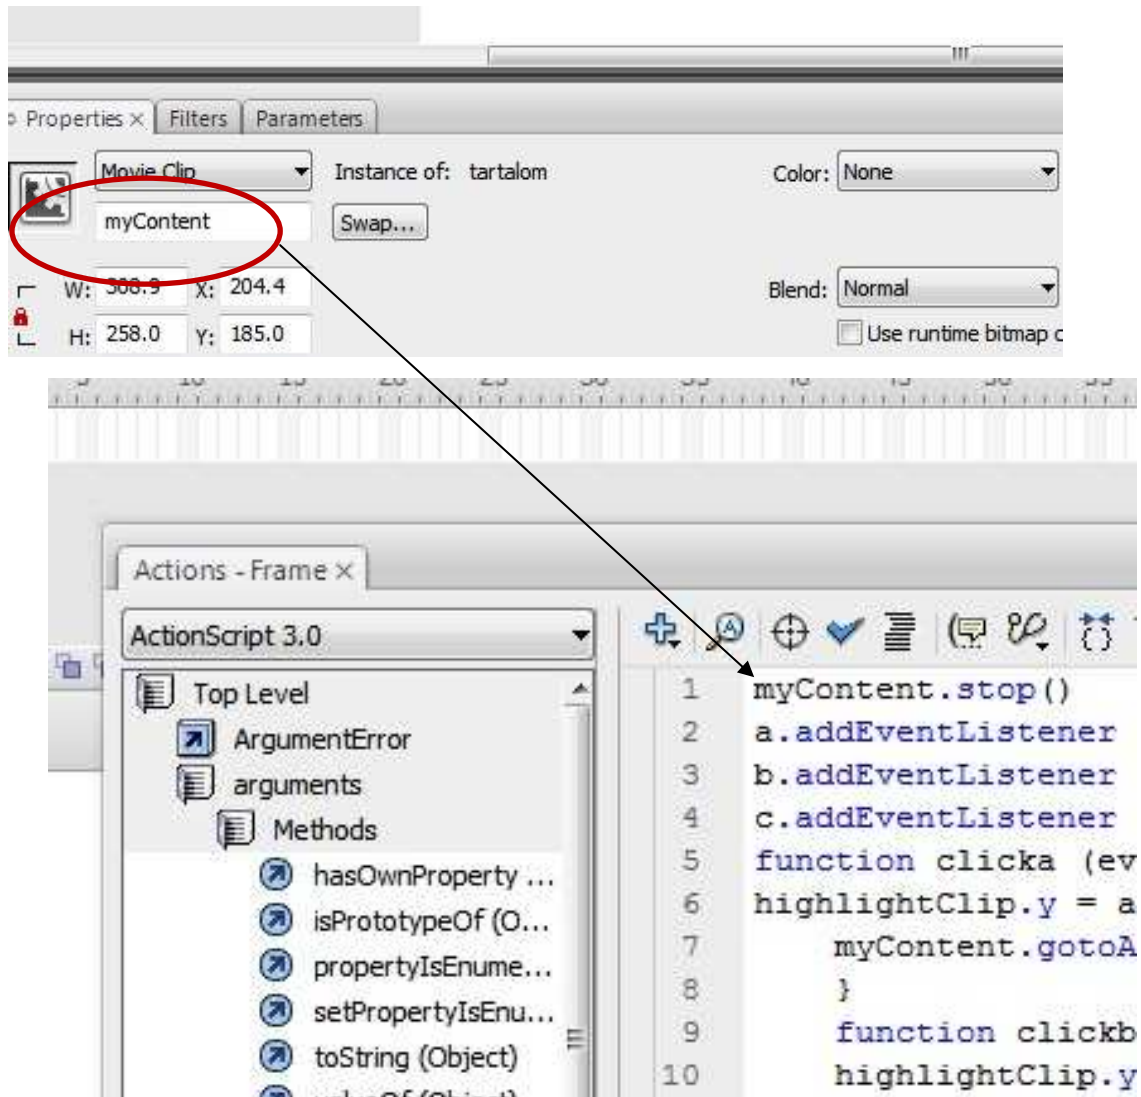 Properties × Filters Parameters
Movie Clip Instance of: tartalom Color: None
myContent Swap...
W: 308.9 X: 204.4 Blend: Normal
H: 258.0 Y: 185.0 Use runtime bitmap
Actions - Frame ×
ActionScript 3.0
Top Level
ArgumentError
arguments
Methods
hasOwnProperty ...
isPrototypeOf (O...
propertyIsEnume...
setPropertyIsEnu...
toString (Object)
1 myContent.stop()
2 a.addEventListener
3 b.addEventListener
4 c.addEventListener
5 function clicka (ev
6 highlightClip.y = a
7 myContent.gotoA
8 }
9 function clickb
10 highlightClip.y